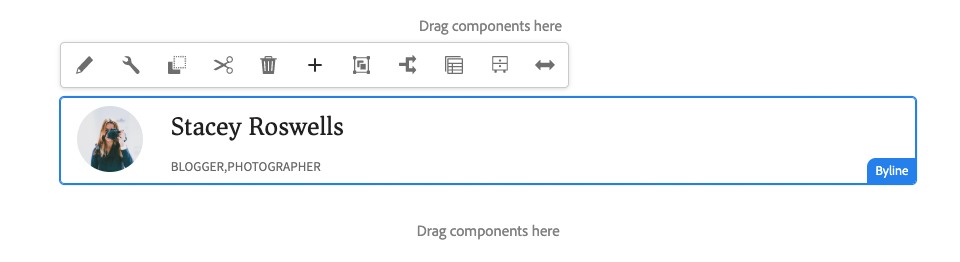 Drag components here
Stacey Roswells
BLOGGER,PHOTOGRAPHER
Byline
Drag components here